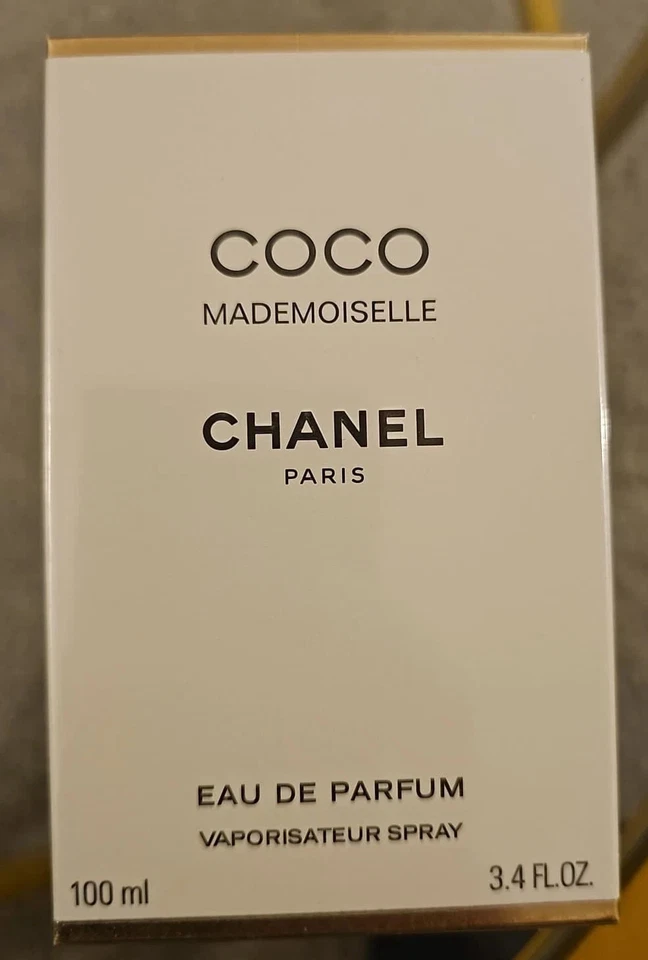 COCO
MADEMOISELLE
CHANEL
PARIS
EAU DE PARFUM
VAPORISATEUR SPRAY
100 ml
3.4 FL.OZ.